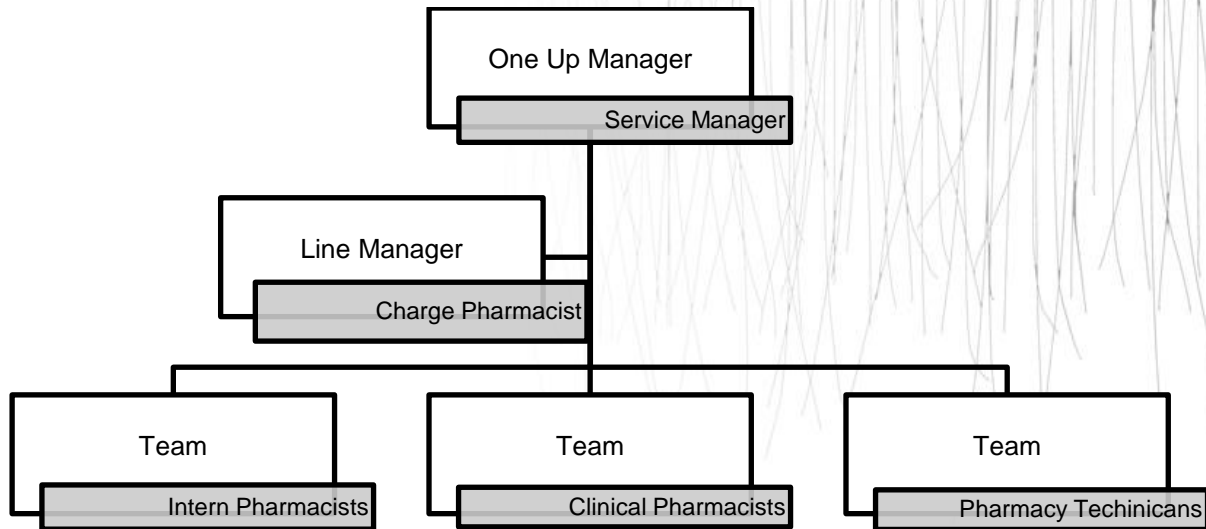 One Up Manager
Service Manager
Line Manager
Charge Pharmacist
Team
Intern Pharmacists
Team
Clinical Pharmacists
Team
Pharmacy Techinicans